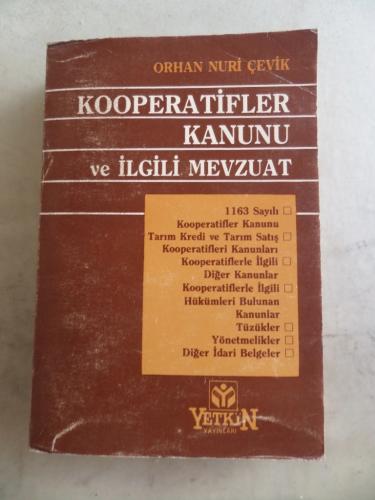 ORHAN NURİ ÇEVİK
KOOPERATİFLER
KANUNU
ve İLGİLİ MEVZUAT
1163 Sayılı
Kooperatifler Kanunu
Tarım Kredi ve Tarım Satış
Kooperatifleri Kanunları
Kooperatiflerle İlgili
Diğer Kanunlar
Kooperatiflerle İlgili
Hükümleri Bulunan
Kanunlar
Tüzükler
Yönetmelikler
Diğer İdari Belgeler
YETKİN
YAYINLARI